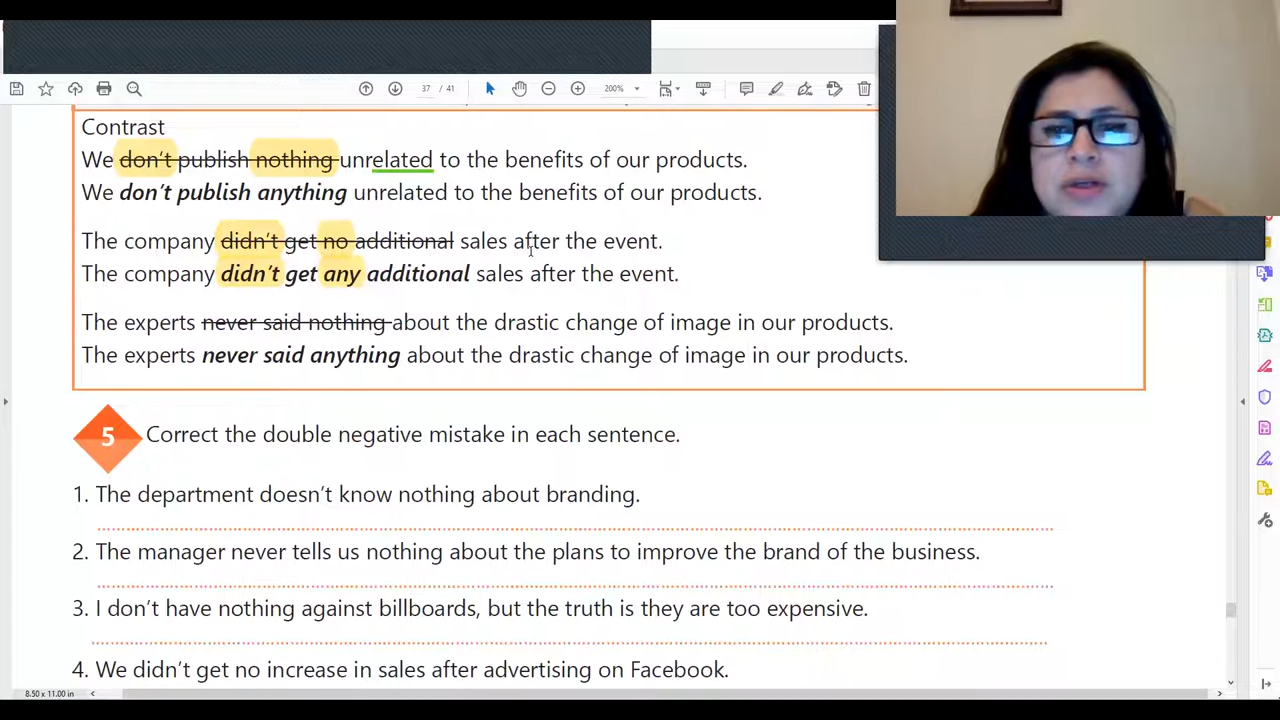 37 / 41
200%
Contrast
We don't publish nothing unrelated to the benefits of our products.
We don't publish anything unrelated to the benefits of our products.
The company didn't get no additional sales after the event.
The company didn't get any additional sales after the event.
The experts never said nothing about the drastic change of image in our products.
The experts never said anything about the drastic change of image in our products.
5 Correct the double negative mistake in each sentence.
1. The department doesn't know nothing about branding.
2. The manager never tells us nothing about the plans to improve the brand of the business.
3. I don't have nothing against billboards, but the truth is they are too expensive.
4. We didn't get no increase in sales after advertising on Facebook.
8.50 x 11.00 in